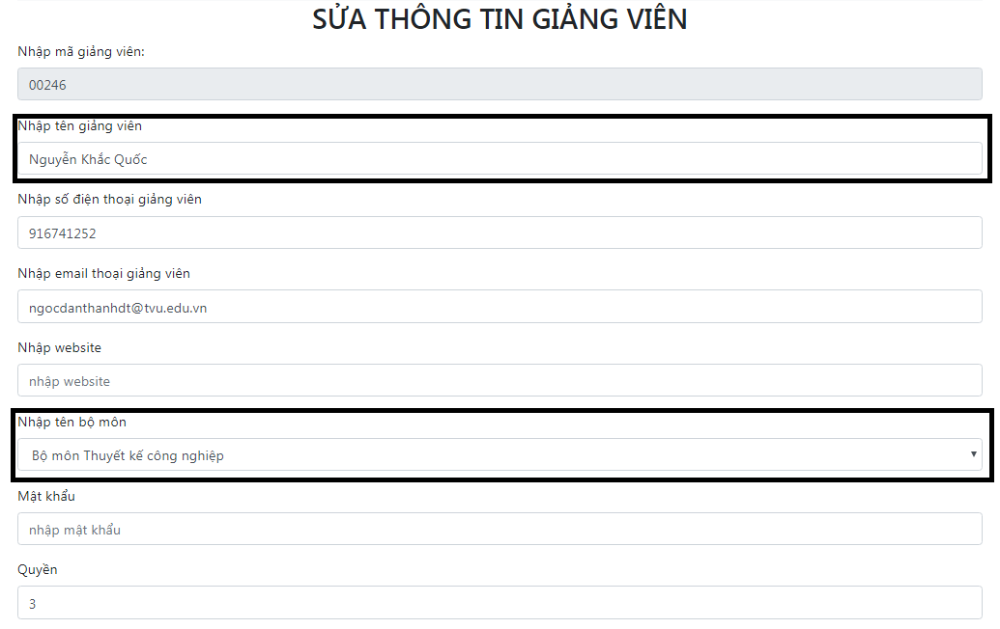 SỬA THÔNG TIN GIẢNG VIÊN
Nhập mã giảng viên:
00246
Nhập tên giảng viên
Nguyễn Khắc Quốc
Nhập số điện thoại giảng viên
916741252
Nhập email thoại giảng viên
ngocdanthanhdt@tvu.edu.vn
Nhập website
nhập website
Nhập tên bộ môn
Bộ môn Thuyết kế công nghiệp
Mật khẩu
nhập mật khẩu
Quyền
3